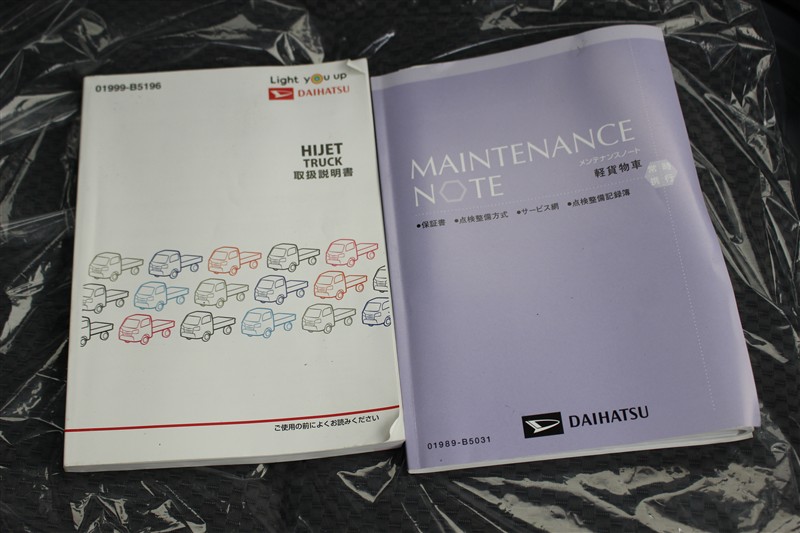 01999-B5196
Light you up
DAIHATSU
HIJET
TRUCK
取扱説明書
ご使用の前によくお読みください
MAINTENANCE
NOTE
メンテナンスノート
軽貨物車
•保証書 •点検整備方式 •サービス網 •点検整備記録簿
01989-B5031
DAIHATSU